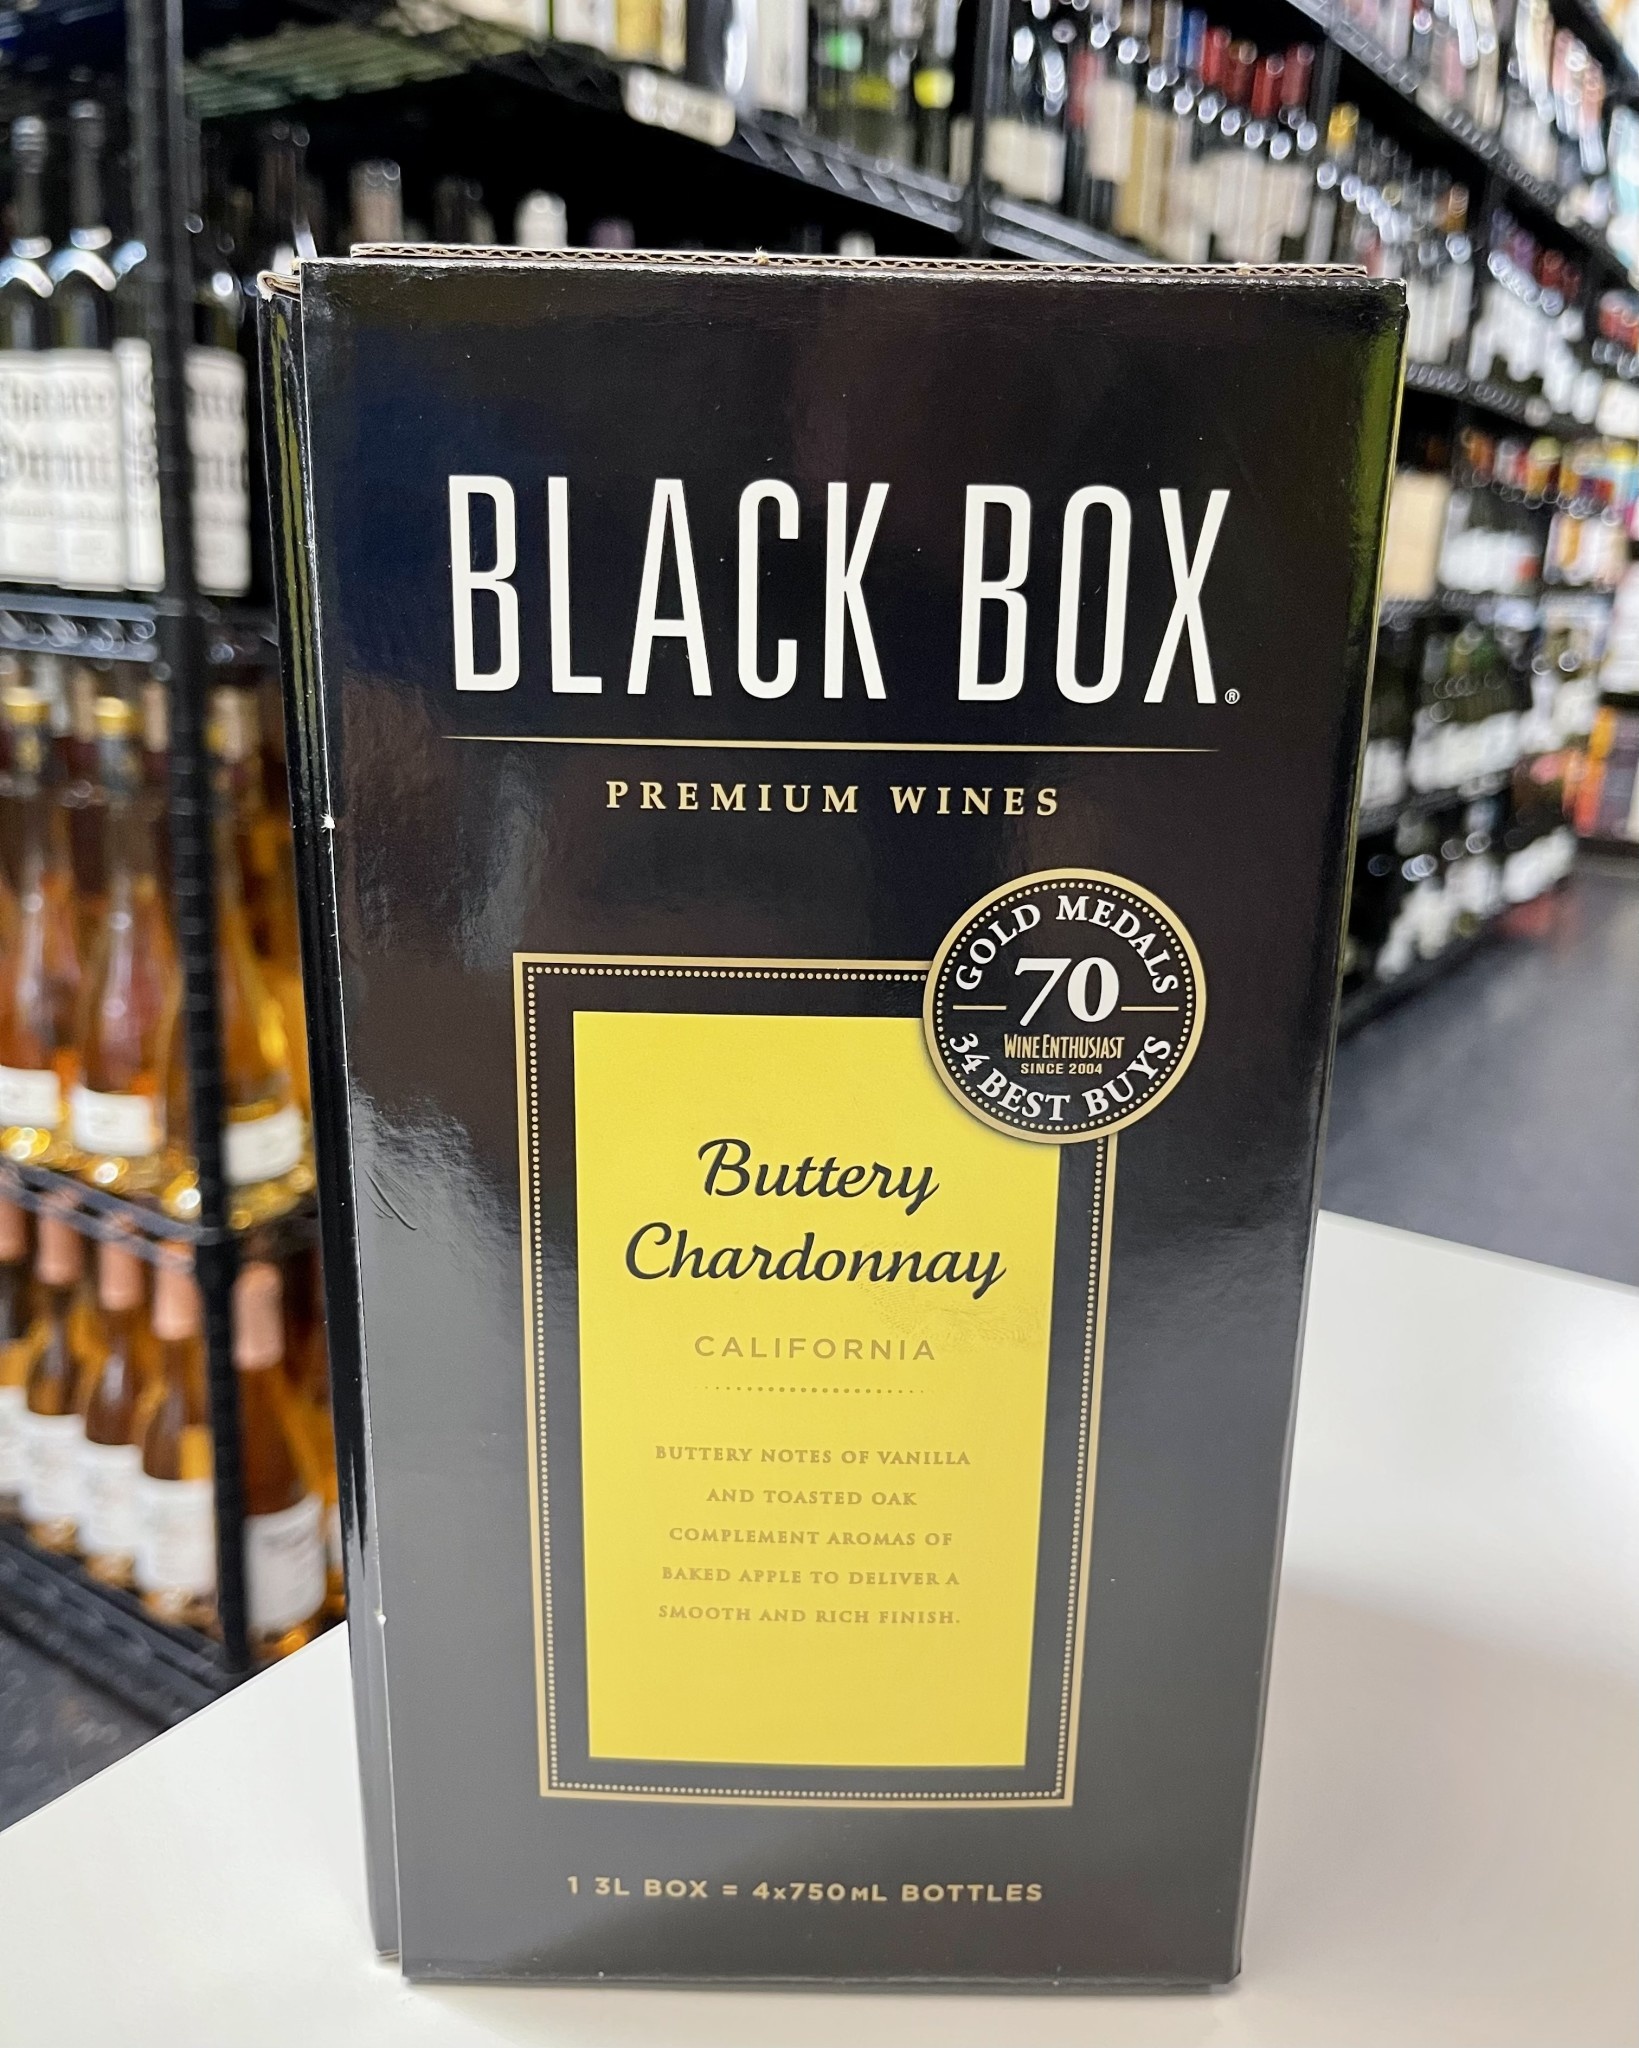 BLACK BOX®
PREMIUM WINES
GOLD MEDALS
70
WINE ENTHUSIAST
SINCE 2004
34 BEST BUYS
Buttery
Chardonnay
CALIFORNIA
BUTTERY NOTES OF VANILLA
AND TOASTED OAK
COMPLEMENT AROMAS OF
BAKED APPLE TO DELIVER A
SMOOTH AND RICH FINISH.
1 3L BOX = 4x750ML BOTTLES